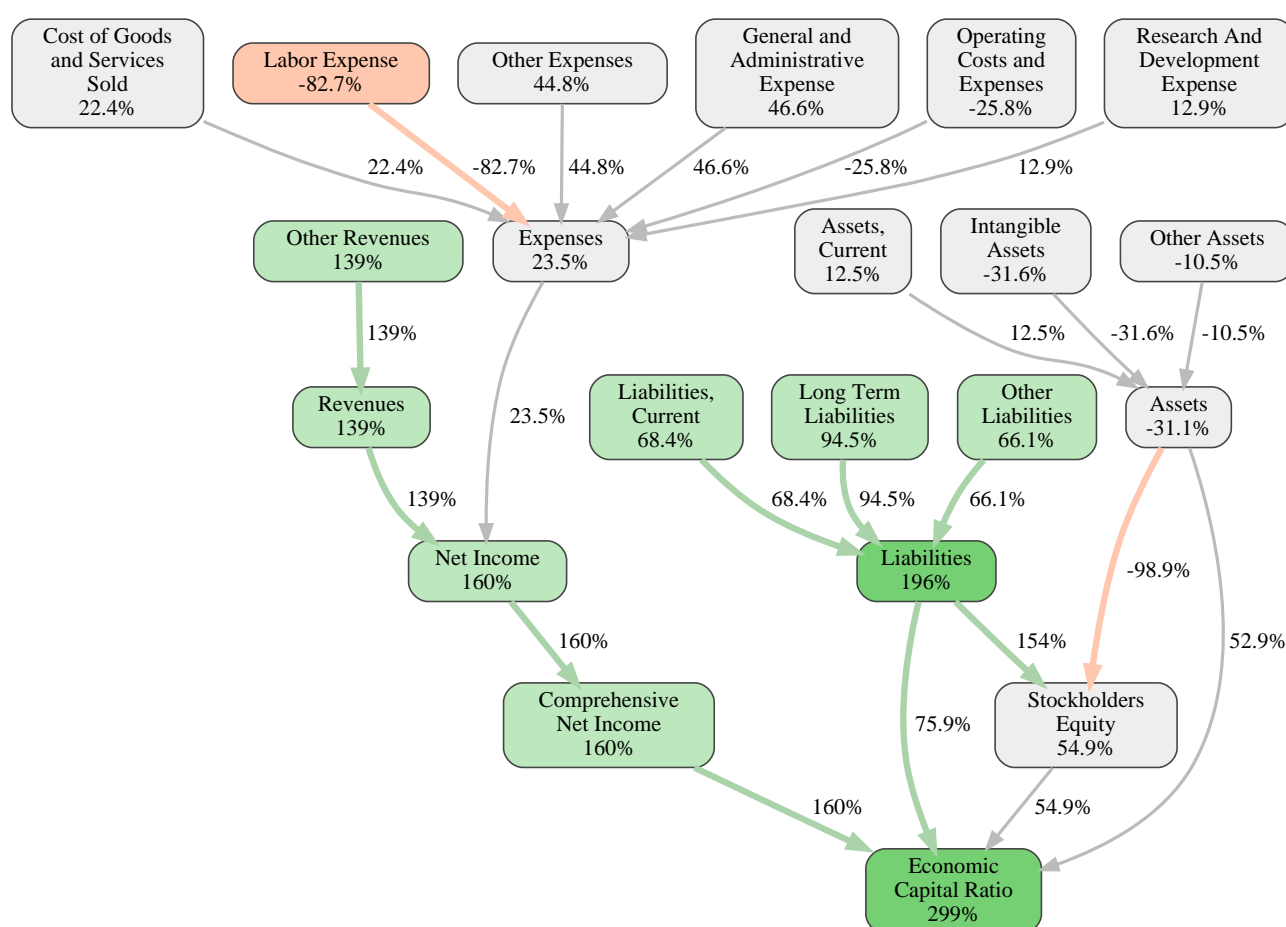 Cost of Goods
and Services
Sold
22.4%
Labor Expense
-82.7%
Other Expenses
44.8%
General and
Administrative
Expense
46.6%
Operating
Costs and
Expenses
-25.8%
Research And
Development
Expense
12.9%
22.4%
-82.7%
44.8%
46.6%
-25.8%
12.9%
Other Revenues
139%
Expenses
23.5%
Assets,
Current
12.5%
Intangible
Assets
-31.6%
Other Assets
-10.5%
139%
12.5%
-31.6%
-10.5%
Revenues
139%
23.5%
Liabilities,
Current
68.4%
Long Term
Liabilities
94.5%
Other
Liabilities
66.1%
Assets
-31.1%
139%
68.4%
94.5%
66.1%
Net Income
160%
Liabilities
196%
-98.9%
160%
154%
52.9%
Comprehensive
Net Income
160%
75.9%
Stockholders
Equity
54.9%
160%
54.9%
Economic
Capital Ratio
299%